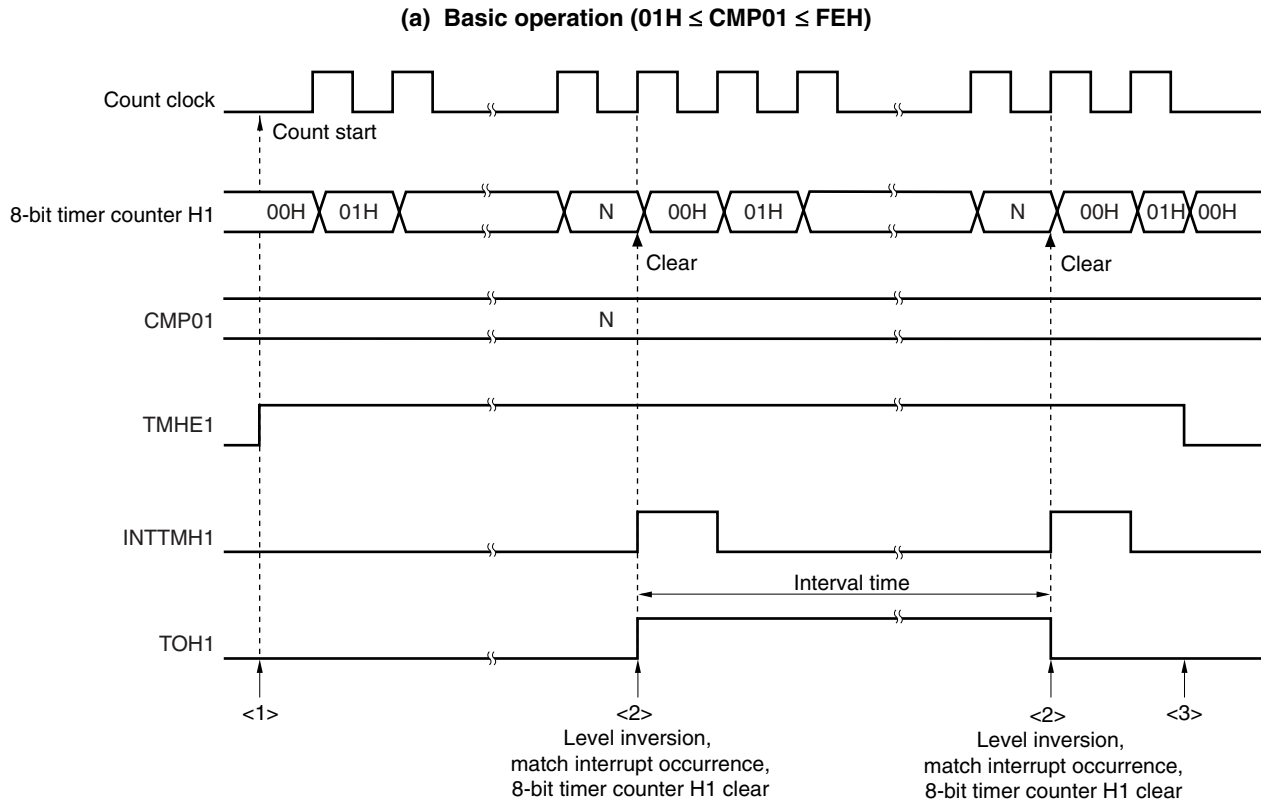 (a) Basic operation (01H ≤ CMP01 ≤ FEH)
Count clock
Count start
8-bit timer counter H1
00H 01H N 00H 01H N 00H 01H 00H
Clear Clear
CMP01
N
TMHE1
INTTMH1
Interval time
TOH1
<1> <2> <2> <3>
Level inversion,
match interrupt occurrence,
8-bit timer counter H1 clear
Level inversion,
match interrupt occurrence,
8-bit timer counter H1 clear